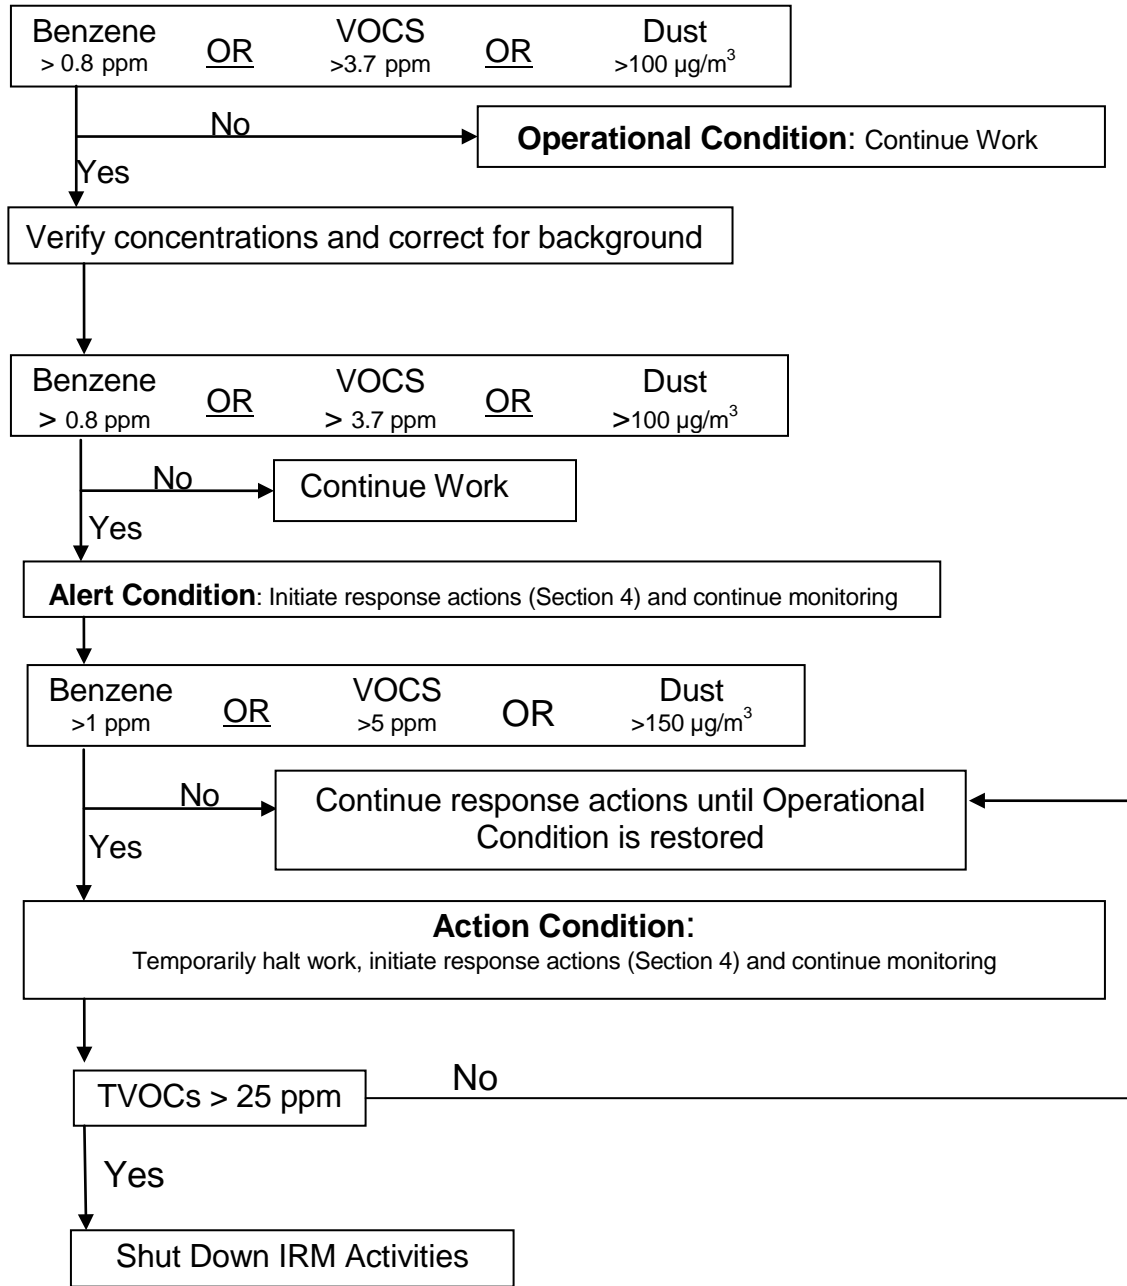 Benzene OR VOCS OR Dust
> 0.8 ppm >3.7 ppm >100 µg/m³
No
Operational Condition: Continue Work
Yes
Verify concentrations and correct for background
Benzene OR VOCS OR Dust
> 0.8 ppm > 3.7 ppm >100 µg/m³
No
Continue Work
Yes
Alert Condition: Initiate response actions (Section 4) and continue monitoring
Benzene OR VOCS OR Dust
>1 ppm >5 ppm >150 µg/m³
No
Continue response actions until Operational
Condition is restored
Yes
Action Condition:
Temporarily halt work, initiate response actions (Section 4) and continue monitoring
TVOCs > 25 ppm
No
Yes
Shut Down IRM Activities